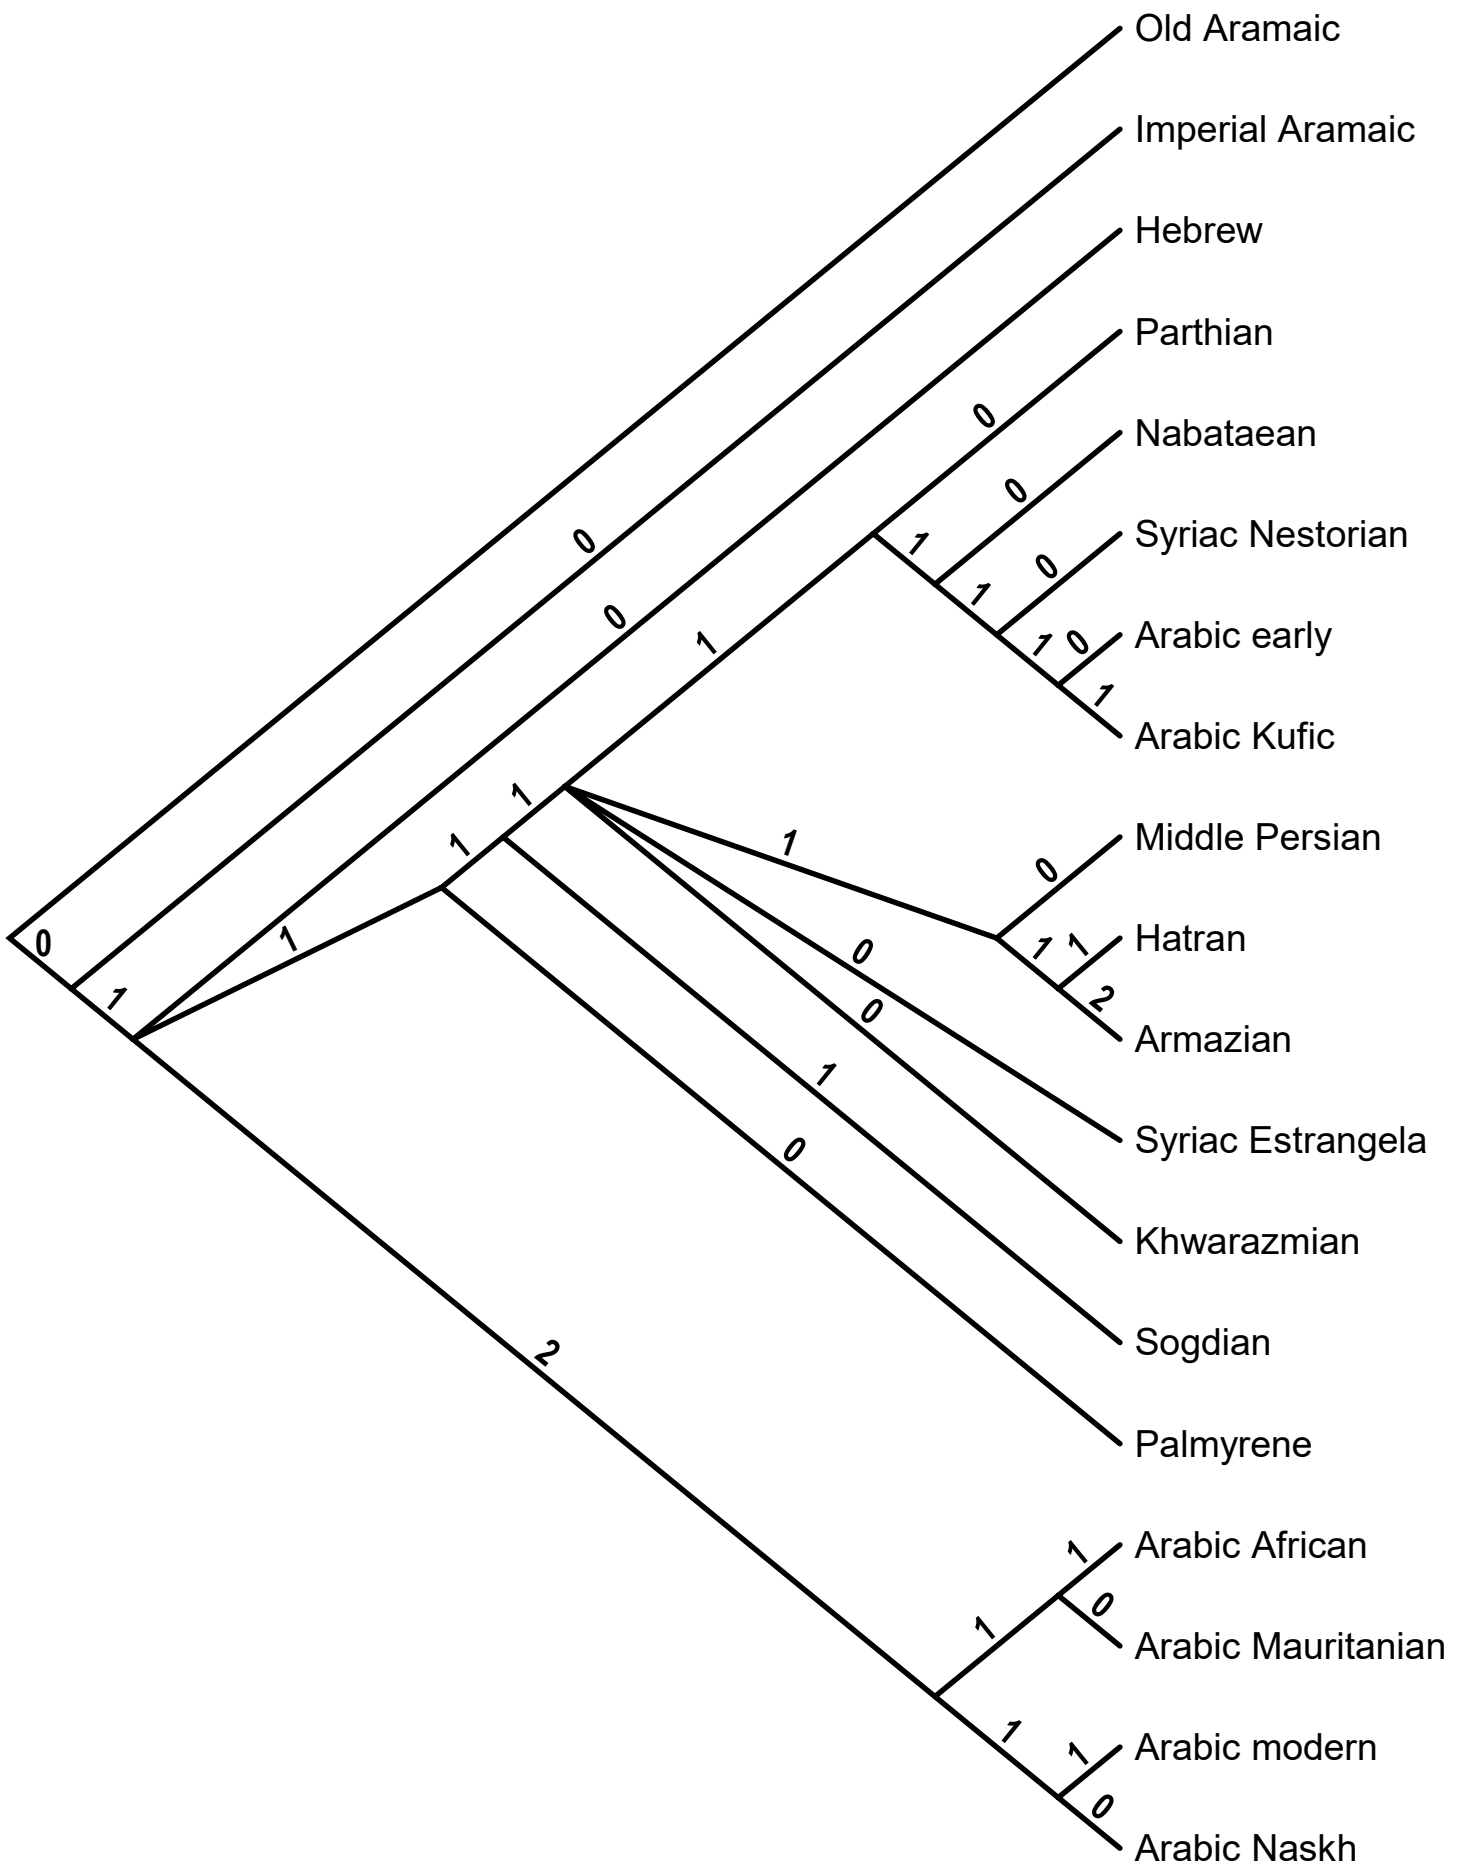 Old Aramaic
Imperial Aramaic
Hebrew
Parthian
0
Nabataean
0
Syriac Nestorian
0
1
0
Arabic early
0
1
1
0
1
1
1
Arabic Kufic
1
Middle Persian
1
1
0
Hatran
0
1
1
1
0
2
1
0
Armazian
1
Syriac Estrangela
0
Khwarazmian
2
Sogdian
Palmyrene
Arabic African
1
0
1
Arabic Mauritanian
1
1
Arabic modern
0
Arabic Naskh